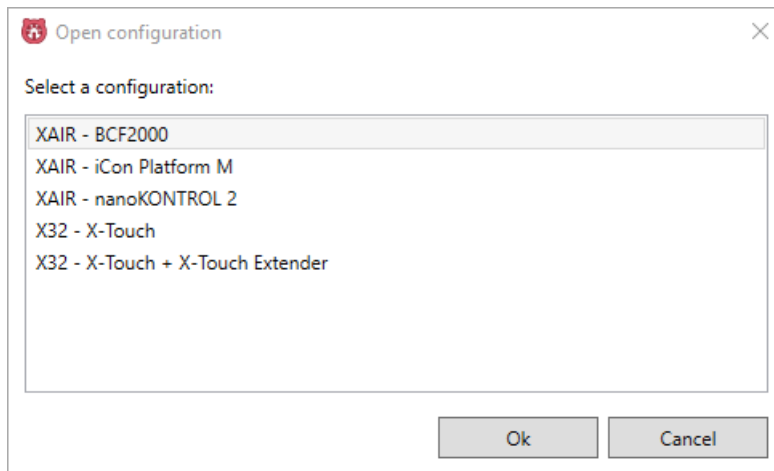 Open configuration
Select a configuration:
XAIR - BCF2000
XAIR - iCon Platform M
XAIR - nanoKONTROL 2
X32 - X-Touch
X32 - X-Touch + X-Touch Extender
Ok
Cancel